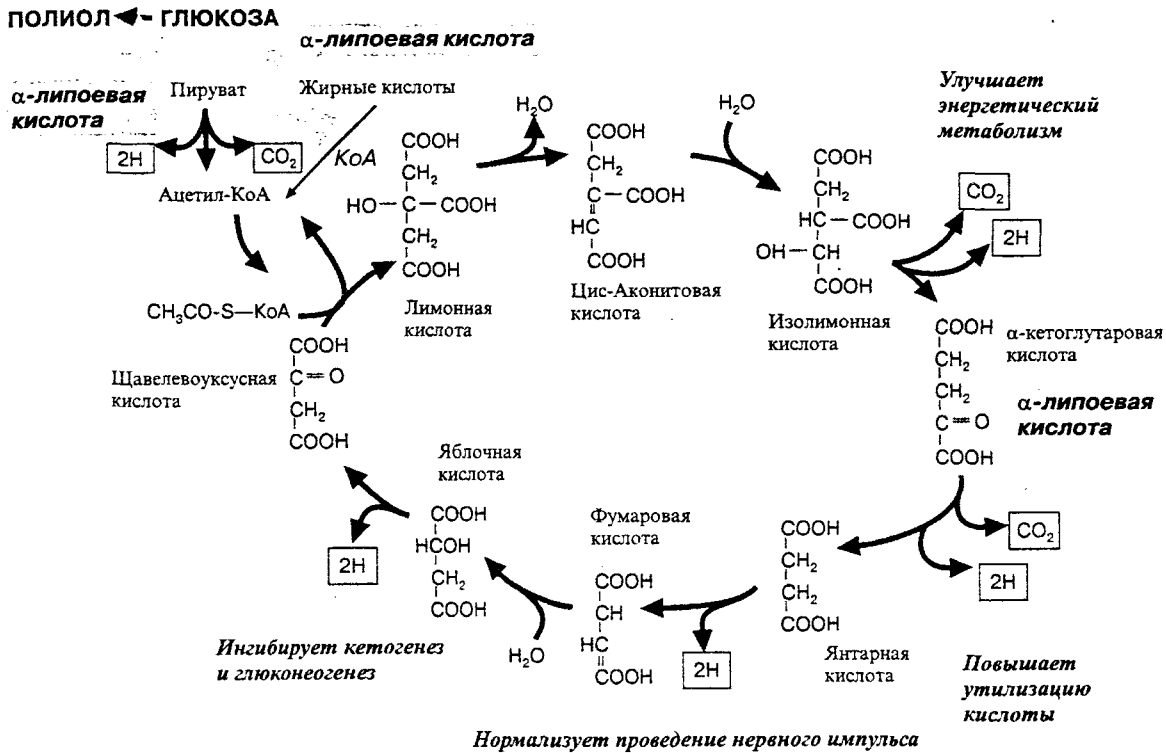 ПОЛИОЛ ГЛЮКОЗА
α-липоевая кислота
α-липоевая
кислота
Пируват
Жирные кислоты
2H
CO₂
КоА
Ацетил-КоА
CH₃CO-S—КоА
COOH
CH₂
HO—C—COOH
CH₂
COOH
Лимонная
кислота
H₂O
COOH
CH₂
C—COOH
CH
COOH
Цис-Аконитовая
кислота
H₂O
Улучшает
энергетический
метаболизм
COOH
CH₂
HC—COOH
OH—CH
COOH
Изолимонная
кислота
CO₂
2H
COOH
CH₂
CH₂
C=O
COOH
α-кетоглутаровая
кислота
α-липоевая
кислота
CO₂
2H
COOH
CH₂
CH₂
COOH
Янтарная
кислота
Повышает
утилизацию
кислоты
2H
Фумаровая
кислота
COOH
CH
HC
COOH
H₂O
Яблочная
кислота
COOH
HCOH
CH₂
COOH
2H
Щавелевоуксусная
кислота
COOH
C=O
CH₂
COOH
Ингибирует кетогенез
и глюконеогенез
Нормализует проведение нервного импульса